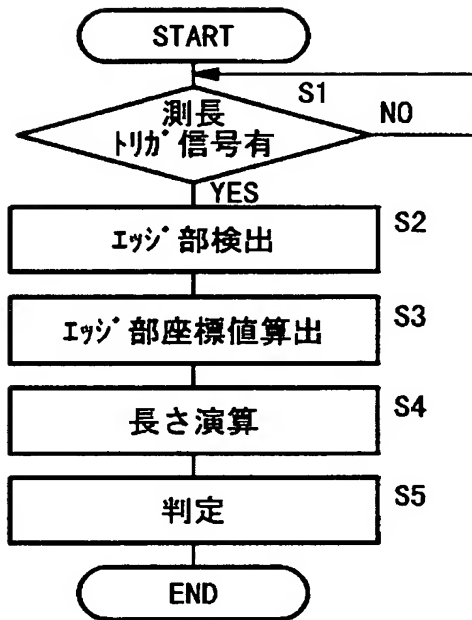 START
S1
測長
ﾄﾘｶﾞ信号有
NO
YES
S2
ｴｯｼﾞ部検出
S3
ｴｯｼﾞ部座標値算出
S4
長さ演算
S5
判定
END